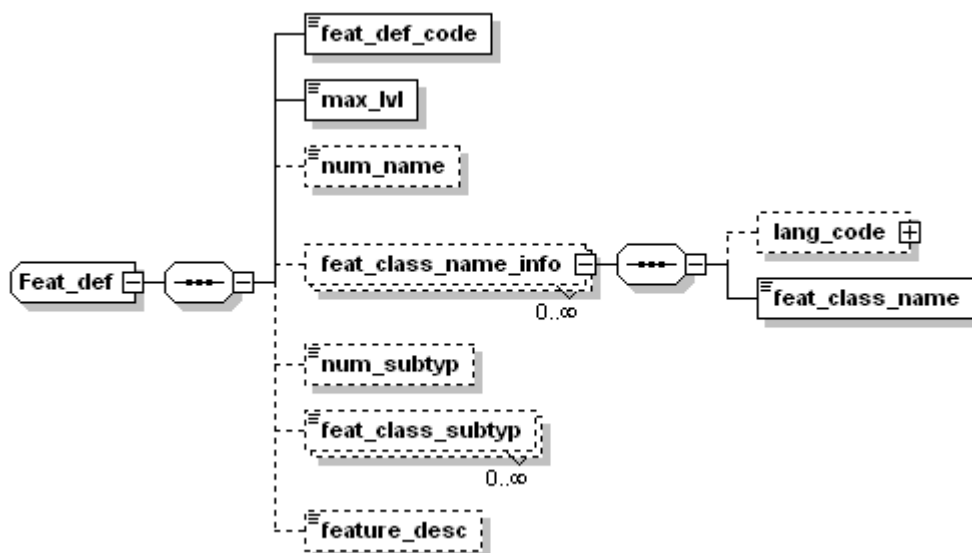 feat_def_code
max_lvl
num_name
lang_code
feat_class_name_info
Feat_def
feat_class_name
0..∞
num_subtyp
feat_class_subtyp
0..∞
feature_desc